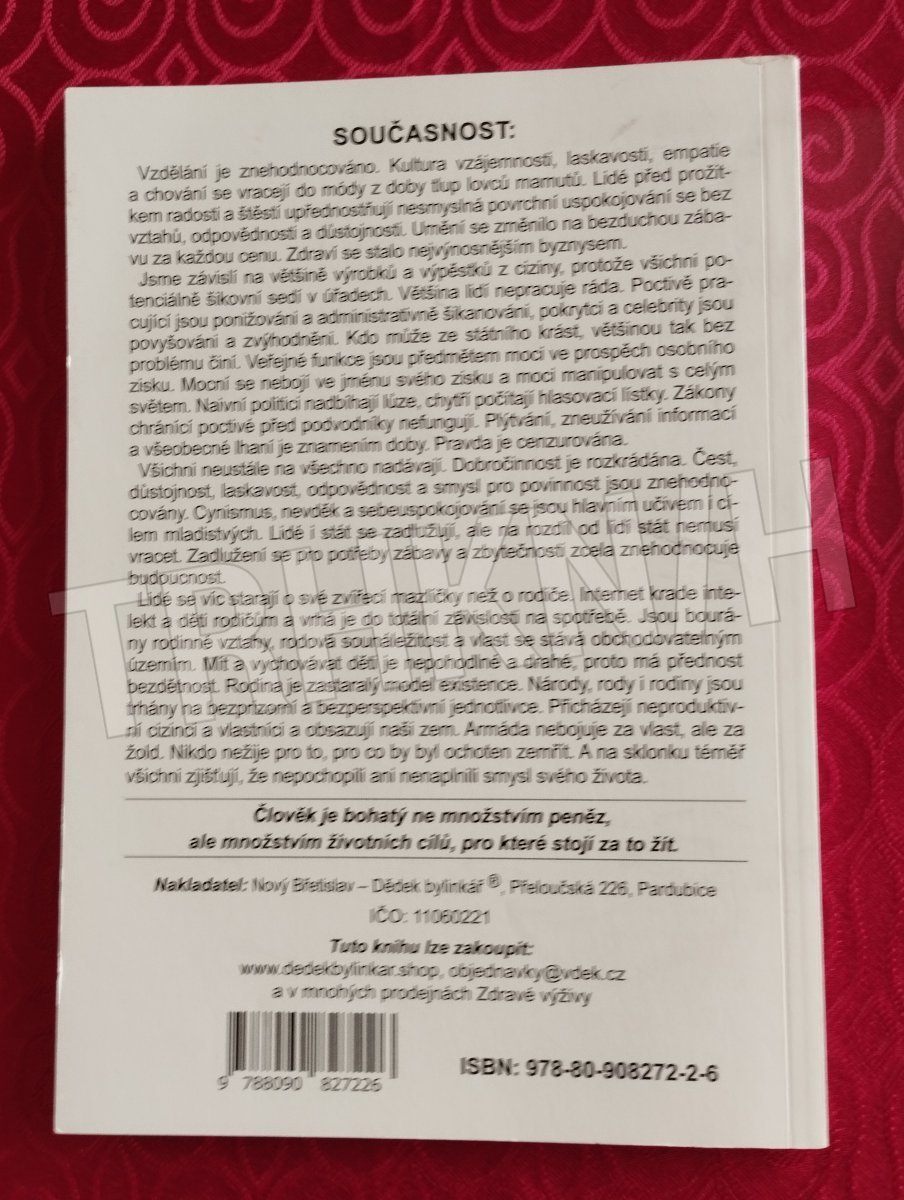 SOUČASNOST:
Vzdělání je znehodnocováno. Kultura vzájemnosti, laskavosti, empatie
a chování se vracejí do módy z doby tlup lovců mamutů. Lidé před prožit-
kem radosti a štěstí upřednostňují nesmyslná povrchní uspokojování se bez
vztahů, odpovědnosti a důstojnosti. Umění se změnilo na bezduchou zába-
vu za každou cenu. Zdraví se stalo nejvýnosnějším byznysem.
Jsme závislí na většině výrobků a výpěstků z ciziny, protože všichni po-
tenciálně šikovní sedí v úřadech. Většina lidí nepracuje ráda. Poctivě pra-
cující jsou ponižováni a administrativně šikanováni, pokrytci a celebrity jsou
povyšováni a zvýhodněni. Kdo může ze státního krást, většinou tak bez
problému činí. Veřejné funkce jsou předmětem moci ve prospěch osobního
zisku. Mocní se nebojí ve jménu svého zisku a moci manipulovat s celým
světem. Naivní politici nadbíhají lůze, chytří počítají hlasovací lístky. Zákony
chránící poctivé před podvodníky nefungují. Plýtvání, zneužívání informací
a všeobecné lhaní je znamením doby. Pravda je cenzurována.
Všichni neustále na všechno nadávají. Dobročinnost je rozkrádána. Čest,
důstojnost, laskavost, odpovědnost a smysl pro povinnost jsou znehodno-
covány. Cynismus, nevděk a sebeuspokojování se jsou hlavním učivem i cí-
lem mladistvých. Lidé i stát se zadlužují, ale na rozdíl od lidí stát nemusí
vracet. Zadlužení se pro potřeby zábavy a zbytečností zcela znehodnocuje
budoucnost.
Lidé se víc starají o své zvířecí mazlíčky než o rodiče. Internet krade inte-
lekt a děti rodičům a vrhá je do totální závislosti na spotřebě. Jsou bourá-
ny rodinné vztahy, rodová sounáležitost a vlast se stává obchodovatelným
územím. Mít a vychovávat děti je nepohodlné a drahé, proto má přednost
bezdětnost. Rodina je zastaralý model existence. Národy, rody i rodiny jsou
trhány na bezprizorní a bezperspektivní jednotlivce. Přicházejí neproduktiv-
ní cizinci a vlastníci a obsazují naši zem. Armáda nebojuje za vlast, ale za
žold. Nikdo nežije pro to, pro co by byl ochoten zemřít. A na sklonku téměř
všichni zjišťují, že nepochopili ani nenaplnili smysl svého života.
Člověk je bohatý ne množstvím peněz,
ale množstvím životních cílů, pro které stojí za to žít.
Nakladatel: Nový Břetislav – Dědek bylinkář ®, Přeloučská 226, Pardubice
IČO: 11060221
Tuto knihu lze zakoupit:
www.dedekbylinkar.shop, objednavky@vdek.cz
a v mnohých prodejnách Zdravé výživy
9 788090 827226
ISBN: 978-80-908272-2-6